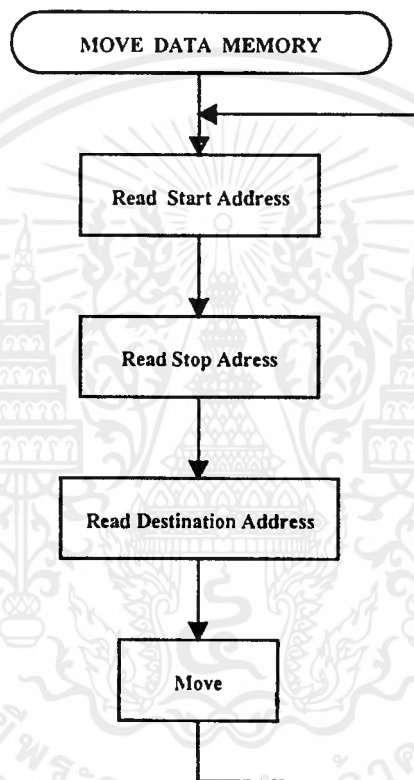 MOVE DATA MEMORY
Read Start Address
Read Stop Adress
Read Destination Address
Move